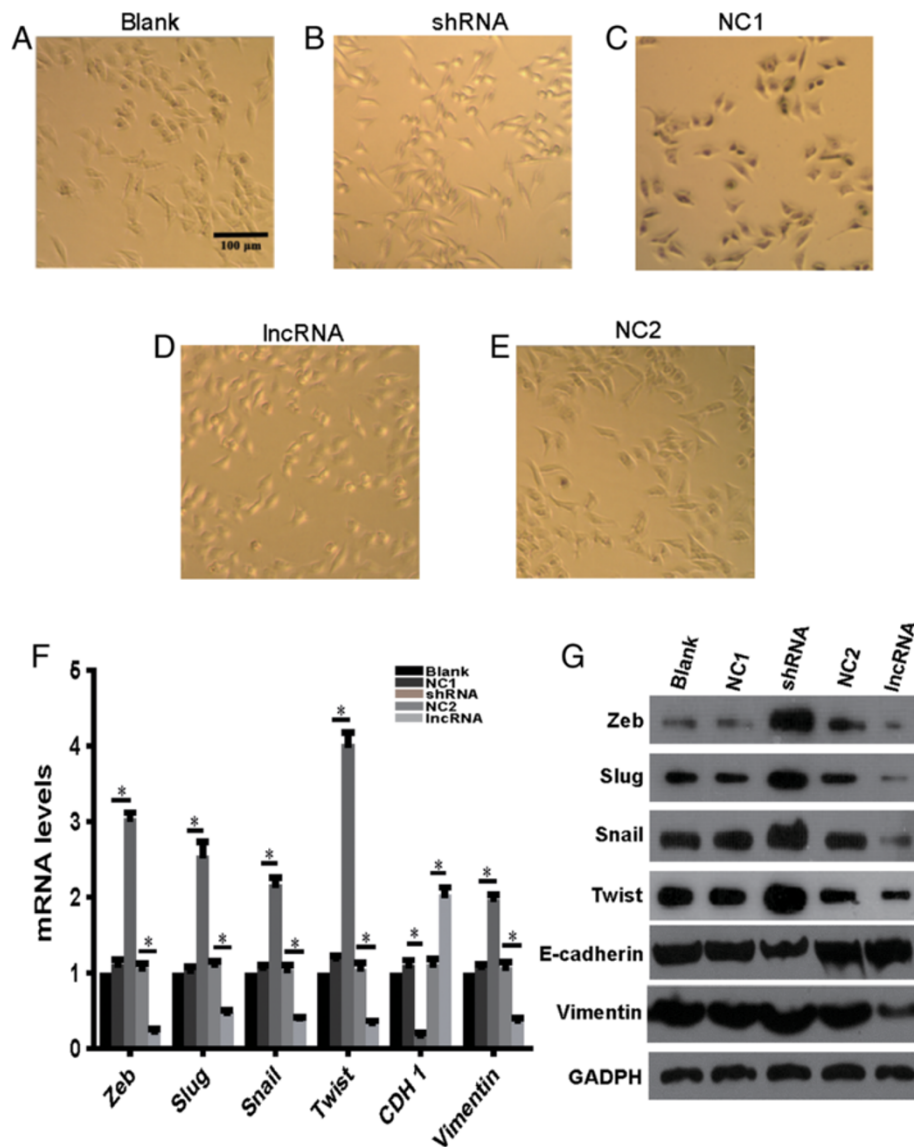 A Blank
B shRNA
C NC1
100 µm
D lncRNA
E NC2
F
Blank
NC1
shRNA
NC2
lncRNA
mRNA levels
5
4
3
2
1
0
* * * * * * * * * * * *
Zeb Slug Snail Twist CDH 1 Vimentin
G
Blank NC1 shRNA NC2 lncRNA
Zeb
Slug
Snail
Twist
E-cadherin
Vimentin
GADPH